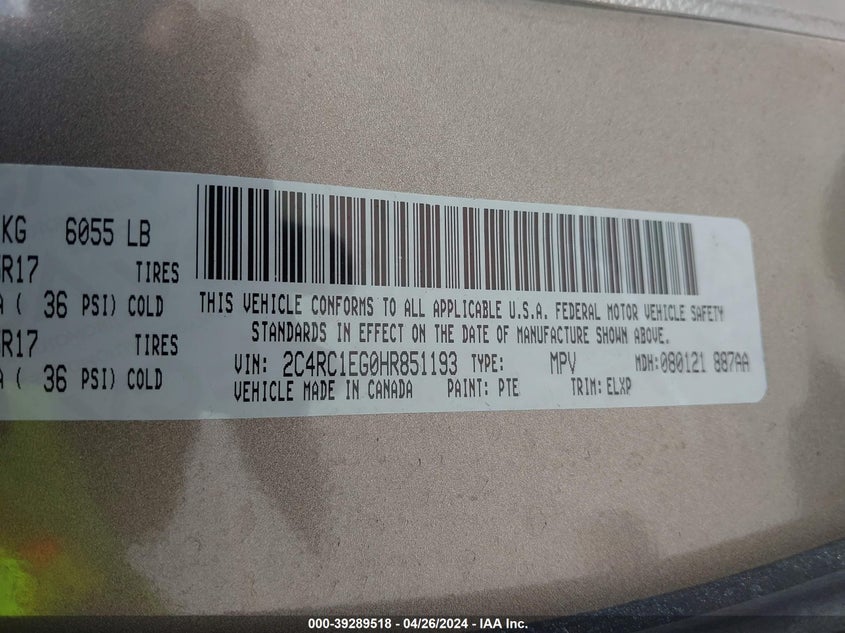 KG 6055 LB
R17 TIRES
( 36 PSI) COLD
R17 TIRES
( 36 PSI) COLD
THIS VEHICLE CONFORMS TO ALL APPLICABLE U.S.A. FEDERAL MOTOR VEHICLE SAFETY
STANDARDS IN EFFECT ON THE DATE OF MANUFACTURE SHOWN ABOVE.
VIN: 2C4RC1EG0HR851193 TYPE: MPV MDH:080121 887AA
VEHICLE MADE IN CANADA PAINT: PTE TRIM: ELXP
000-39289518 - 04/26/2024 - IAA Inc.